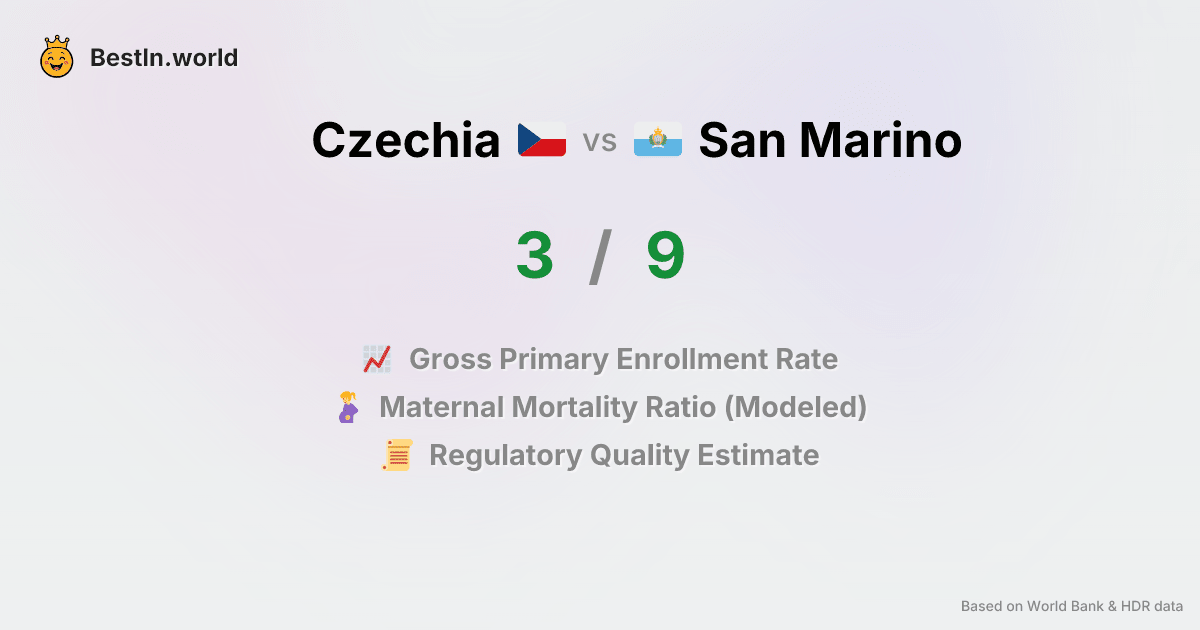 BestIn.world
Czechia vs San Marino
3 / 9
Gross Primary Enrollment Rate
Maternal Mortality Ratio (Modeled)
Regulatory Quality Estimate
Based on World Bank & HDR data